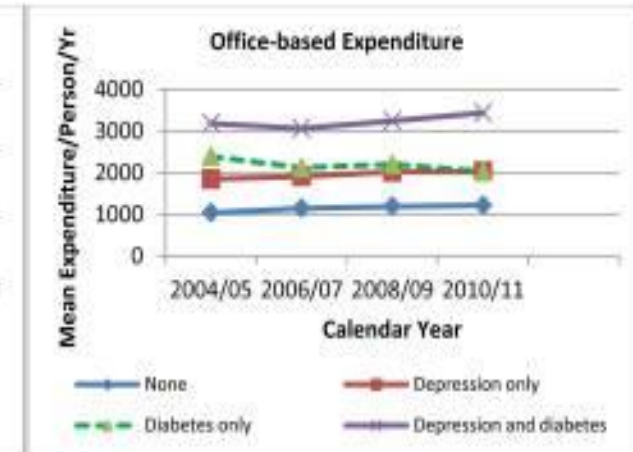 Office-based Expenditure
Mean Expenditure/Person/Yr
4000
3000
2000
1000
0
2004/05 2006/07 2008/09 2010/11
Calendar Year
None
Depression only
Diabetes only
Depression and diabetes